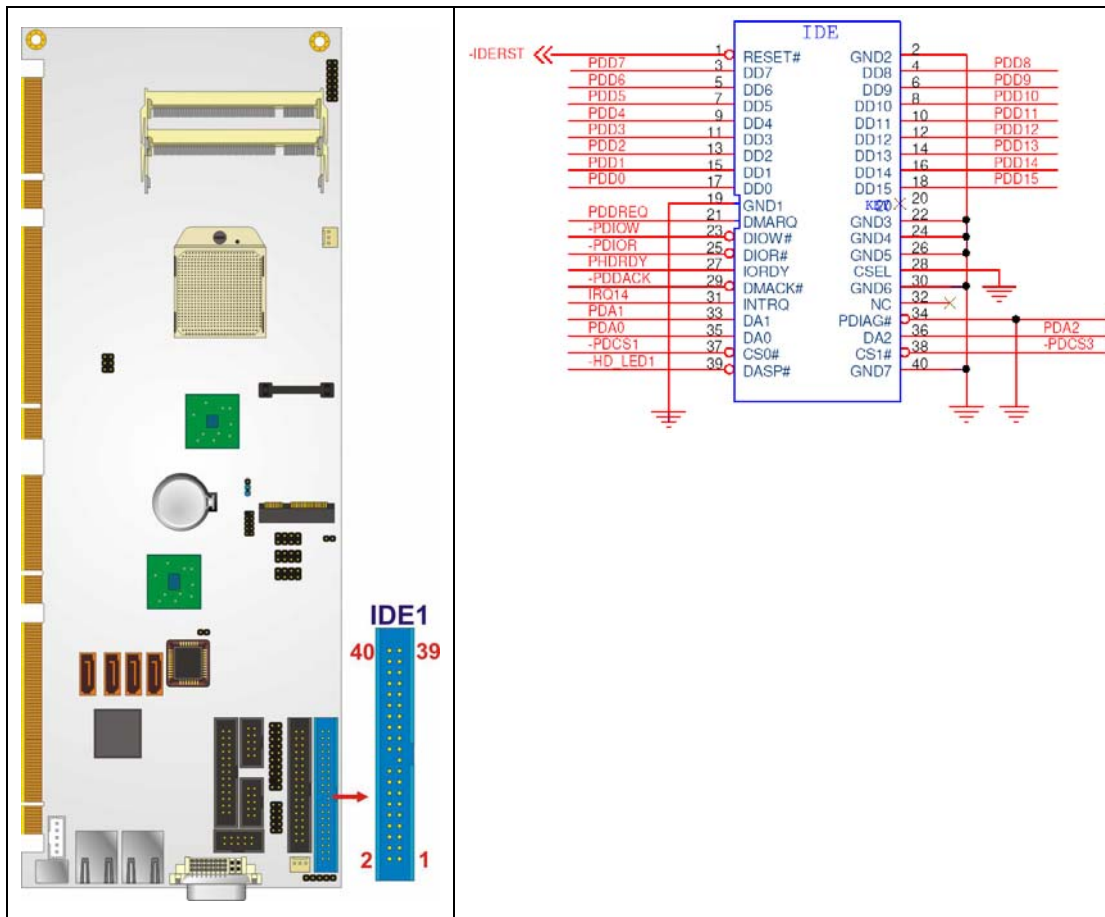 IDE1
40 39
2 1
IDE
-IDERST 1 RESET# GND2 2
PDD7 3 DD7 DD8 4 PDD8
PDD6 5 DD6 DD9 6 PDD9
PDD5 7 DD5 DD10 8 PDD10
PDD4 9 DD4 DD11 10 PDD11
PDD3 11 DD3 DD12 12 PDD12
PDD2 13 DD2 DD13 14 PDD13
PDD1 15 DD1 DD14 16 PDD14
PDD0 17 DD0 DD15 18 PDD15
19 GND1 20
PDDREQ 21 DMARQ GND3 22
-PDIOW 23 DIOW# GND4 24
-PDIOR 25 DIOR# GND5 26
PHDRDY 27 IORDY CSEL 28
-PDDACK 29 DMACK# GND6 30
IRQ14 31 INTRQ NC 32
PDA1 33 DA1 PDIAG# 34
PDA0 35 DA0 DA2 36 PDA2
-PDCS1 37 CS0# CS1# 38 -PDCS3
-HD_LED1 39 DASP# GND7 40